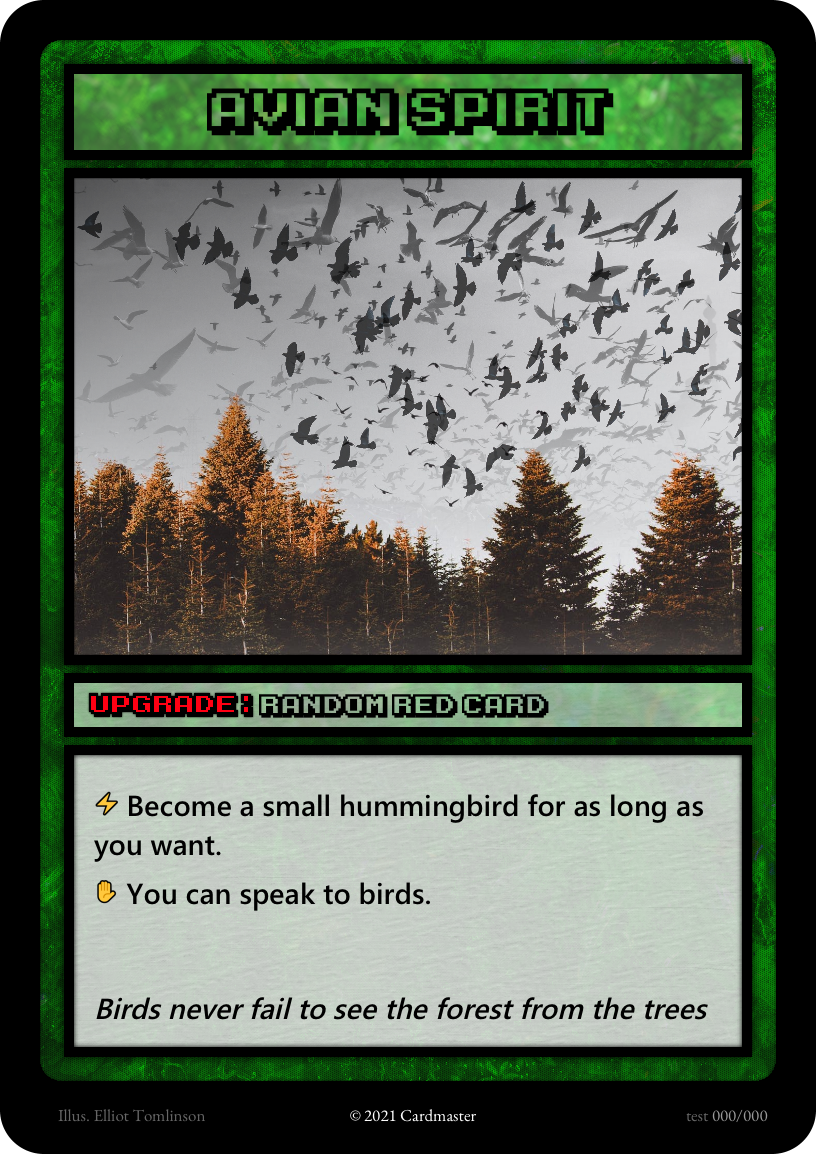 AVIAN SPIRIT
UPGRADE: RANDOM RED CARD
⚡ Become a small hummingbird for as long as
you want.
✋ You can speak to birds.
Birds never fail to see the forest from the trees
Illus. Elliot Tomlinson © 2021 Cardmaster test 000/000